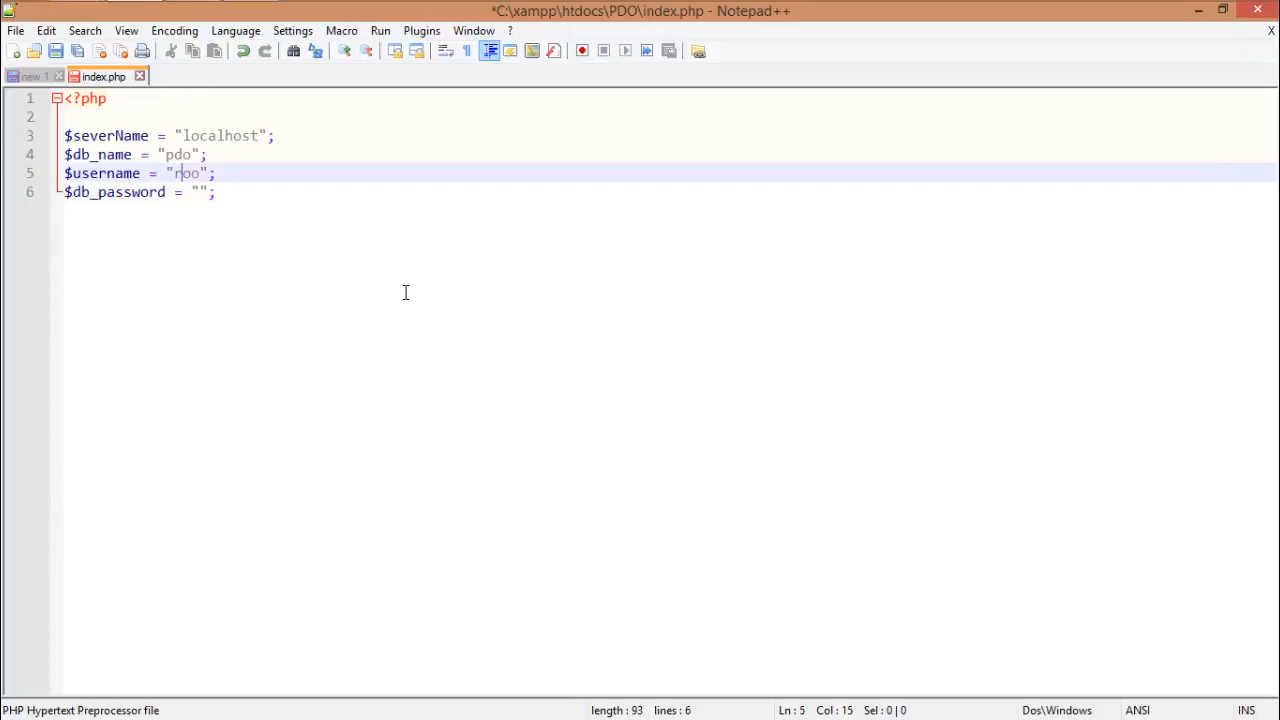 *C:\xampp\htdocs\PDO\index.php - Notepad++
File Edit Search View Encoding Language Settings Macro Run Plugins Window ? X
new 1 index.php
1 <?php
2
3 $severName = "localhost";
4 $db_name = "pdo";
5 $username = "roo";
6 $db_password = "";
PHP Hypertext Preprocessor file length : 93 lines : 6 Ln : 5 Col : 15 Sel : 0 | 0 Dos\Windows ANSI INS